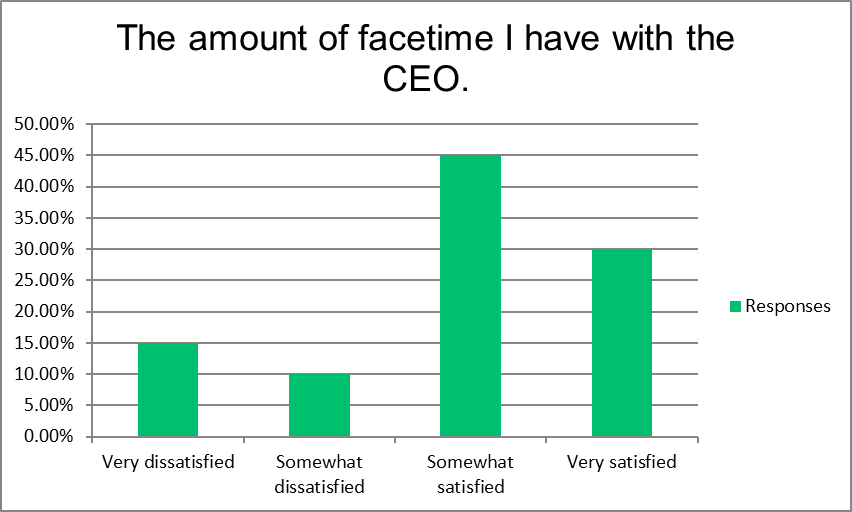 The amount of facetime I have with the
CEO.
50.00%
45.00%
40.00%
35.00%
30.00%
25.00%
20.00%
15.00%
10.00%
5.00%
0.00%
Very dissatisfied
Somewhat
dissatisfied
Somewhat
satisfied
Very satisfied
Responses